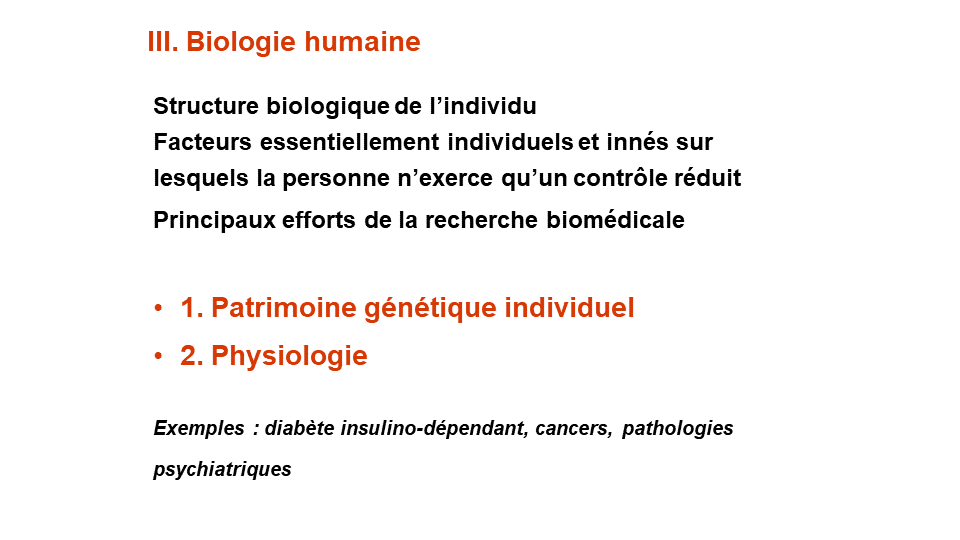 III. Biologie humaine
Structure biologique de l’individu
Facteurs essentiellement individuels et innés sur
lesquels la personne n’exerce qu’un contrôle réduit
Principaux efforts de la recherche biomédicale
• 1. Patrimoine génétique individuel
• 2. Physiologie
Exemples : diabète insulino-dépendant, cancers, pathologies
psychiatriques